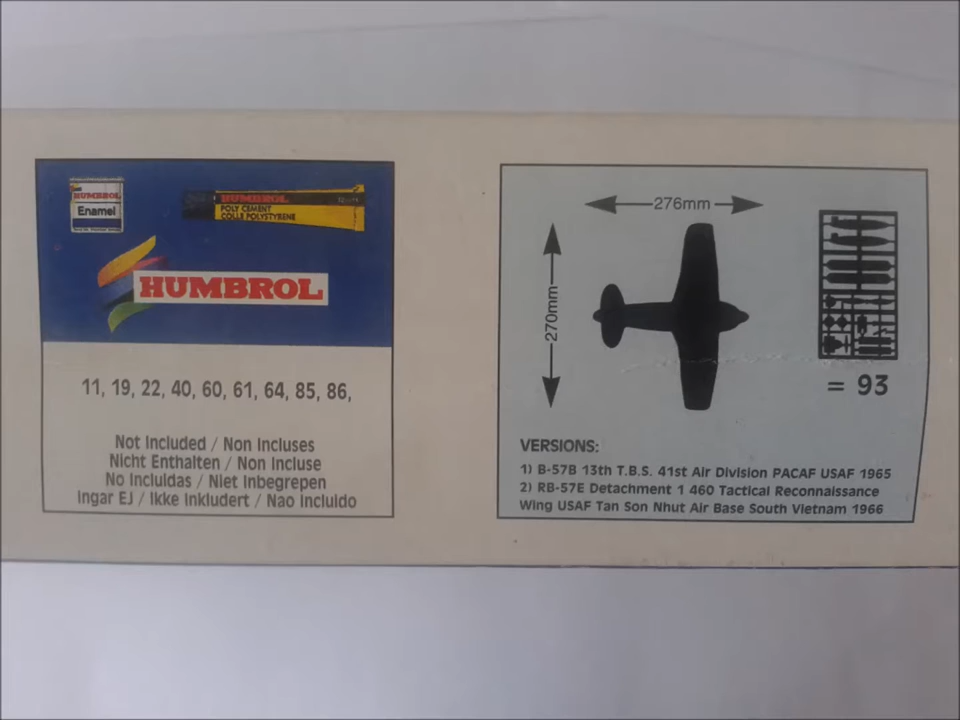 HUMBROL
Enamel
HUMBROL
POLY CEMENT
COLLE POLYSTYRENE
HUMBROL
11, 19, 22, 40, 60, 61, 64, 85, 86,
Not Included / Non Incluses
Nicht Enthalten / Non Incluse
No Incluidas / Niet Inbegrepen
Ingar EJ / Ikke Inkludert / Nao Incluido
276mm
270mm
= 93
VERSIONS:
1) B-57B 13th T.B.S. 41st Air Division PACAF USAF 1965
2) RB-57E Detachment 1 460 Tactical Reconnaissance
Wing USAF Tan Son Nhut Air Base South Vietnam 1966